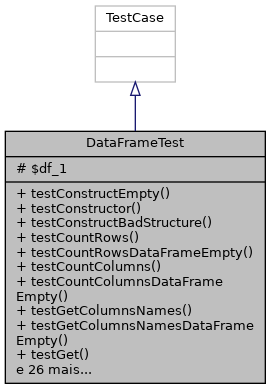 TestCase
DataFrameTest
# $df_1
+ testConstructEmpty()
+ testConstructor()
+ testConstructBadStructure()
+ testCountRows()
+ testCountRowsDataFrameEmpty()
+ testCountColumns()
+ testCountColumnsDataFrame
Empty()
+ testGetColumnsNames()
+ testGetColumnsNamesDataFrame
Empty()
+ testGet()
e 26 mais...